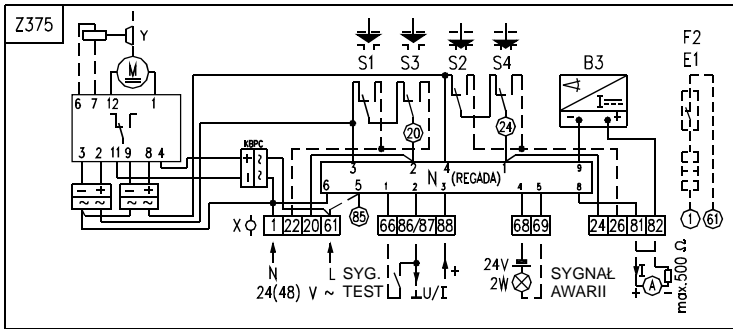 Z375
Y
M
S1 S3 S2 S4
B3
I
F2
E1
6 7 12 1
3 2 11 9 8 4
KBPC
+ ~
- ~
- +
~ ~
- +
~ ~
20
24
- +
3 2 4 1 9
N (REGADA)
6 5 1 2 3 4 5 8
X
1 22 20 61
85
66 86/87 88
68 69
24 26 81 82
1 61
N L
24(48) V ~
SYG.
TEST
U/I
+
24V
2W
SYGNAŁ
AWARII
I
+ A
max.500 Ω